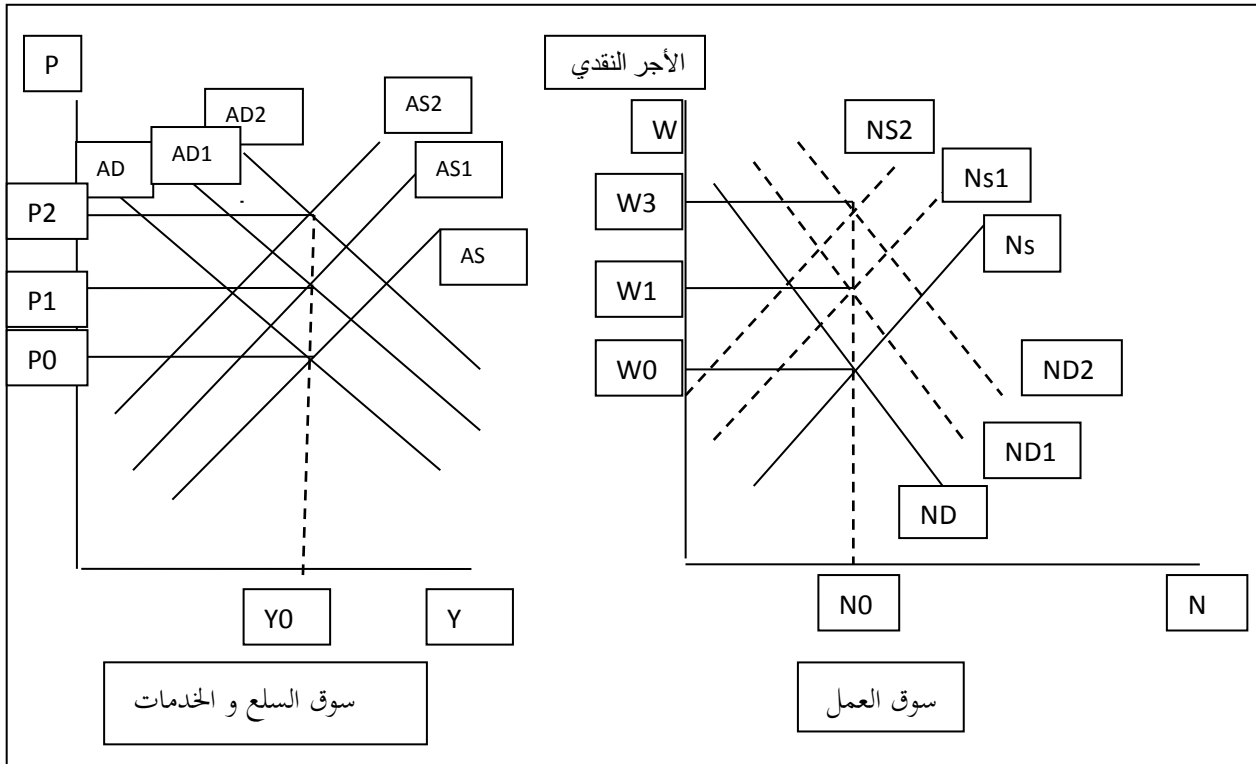 P
AD
AD1
AD2
AS2
AS1
AS
P2
P1
P0
Y0
Y
سوق السلع و الخدمات
الأجر النقدي
W
NS2
Ns1
Ns
W3
W1
W0
ND2
ND1
ND
N0
N
سوق العمل